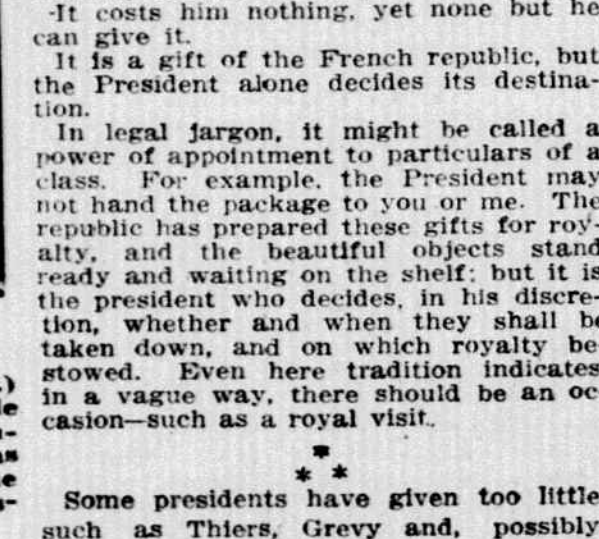 -It costs him nothing, yet none but he
can give it.
It is a gift of the French republic, but
the President alone decides its destina-
tion.
In legal jargon, it might be called a
power of appointment to particulars of a
class. For example, the President may
not hand the package to you or me. The
republic has prepared these gifts for roy-
alty, and the beautiful objects stand
ready and waiting on the shelf; but it is
the president who decides, in his discre-
tion, whether and when they shall be
taken down, and on which royalty be
stowed. Even here tradition indicates
in a vague way, there should be an oc
casion—such as a royal visit.
*
* *
Some presidents have given too little
such as Thiers, Grevy and, possibly